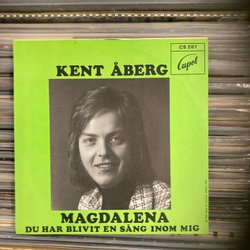 CS 257
Cupol
KENT ÅBERG
MAGDALENA
DU HAR BLIVIT EN SÅNG INOM MIG